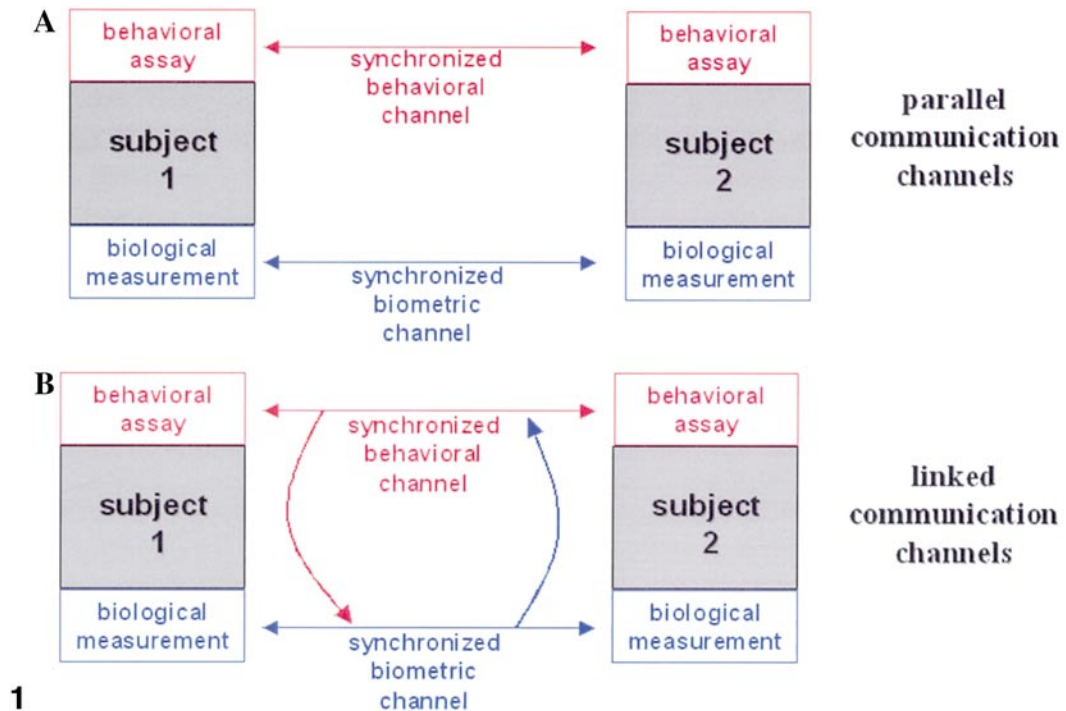 A
behavioral
assay
subject
1
biological
measurement
synchronized
behavioral
channel
synchronized
biometric
channel
behavioral
assay
subject
2
biological
measurement
parallel
communication
channels
B
behavioral
assay
subject
1
biological
measurement
synchronized
behavioral
channel
synchronized
biometric
channel
behavioral
assay
subject
2
biological
measurement
linked
communication
channels
1